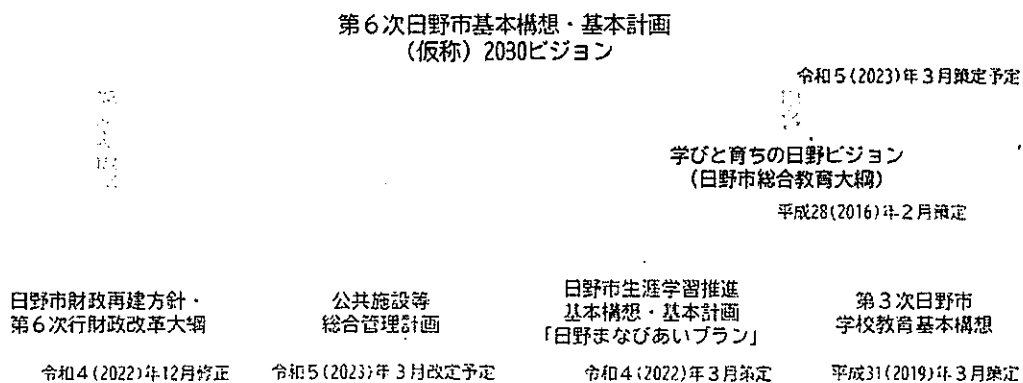 第6次日野市基本構想・基本計画
(仮称) 2030ビジョン
令和5(2023)年3月策定予定
学びと育ちの日野ビジョン
(日野市総合教育大綱)
平成28(2016)年2月策定
日野市財政再建方針・
第6次行財政改革大綱
令和4(2022)年12月修正
公共施設等
総合管理計画
令和5(2023)年3月改定予定
日野市生涯学習推進
基本構想・基本計画
「日野まなびあいプラン」
令和4(2022)年3月策定
第3次日野市
学校教育基本構想
平成31(2019)年3月策定